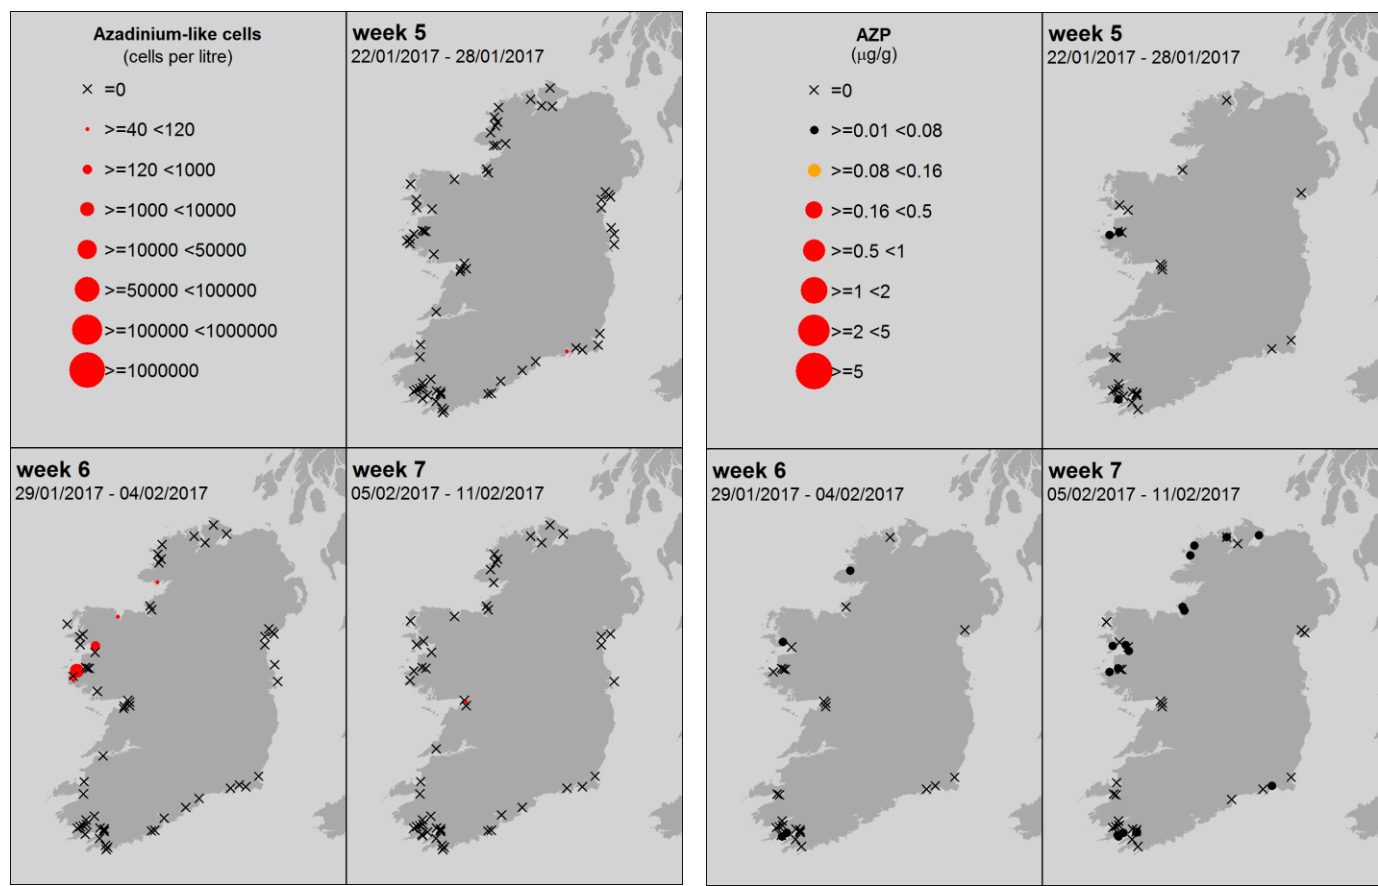 Azadinium-like cells
(cells per litre)
=0
>=40 <120
>=120 <1000
>=1000 <10000
>=10000 <50000
>=50000 <100000
>=100000 <1000000
>=1000000
week 5
22/01/2017 - 28/01/2017
week 6
29/01/2017 - 04/02/2017
week 7
05/02/2017 - 11/02/2017
AZP
(µg/g)
=0
>=0.01 <0.08
>=0.08 <0.16
>=0.16 <0.5
>=0.5 <1
>=1 <2
>=2 <5
>=5
week 5
22/01/2017 - 28/01/2017
week 6
29/01/2017 - 04/02/2017
week 7
05/02/2017 - 11/02/2017